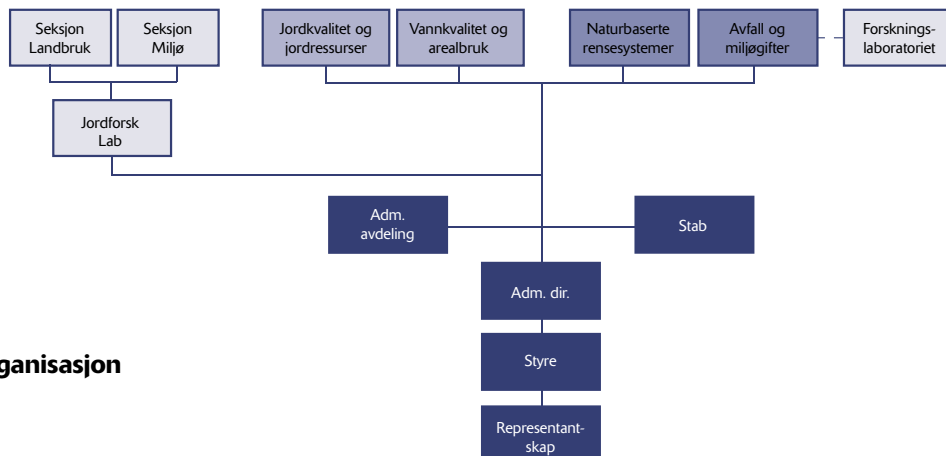 Seksjon
Landbruk
Seksjon
Miljø
Jordkvalitet og
jordressurser
Vannkvalitet og
arealbruk
Naturbaserte
rensesystemer
Avfall og
miljøgifter
Forsknings-
laboratoriet
Jordforsk
Lab
Adm.
avdeling
Stab
Adm. dir.
Styre
ganisasjon
Representant-
skap